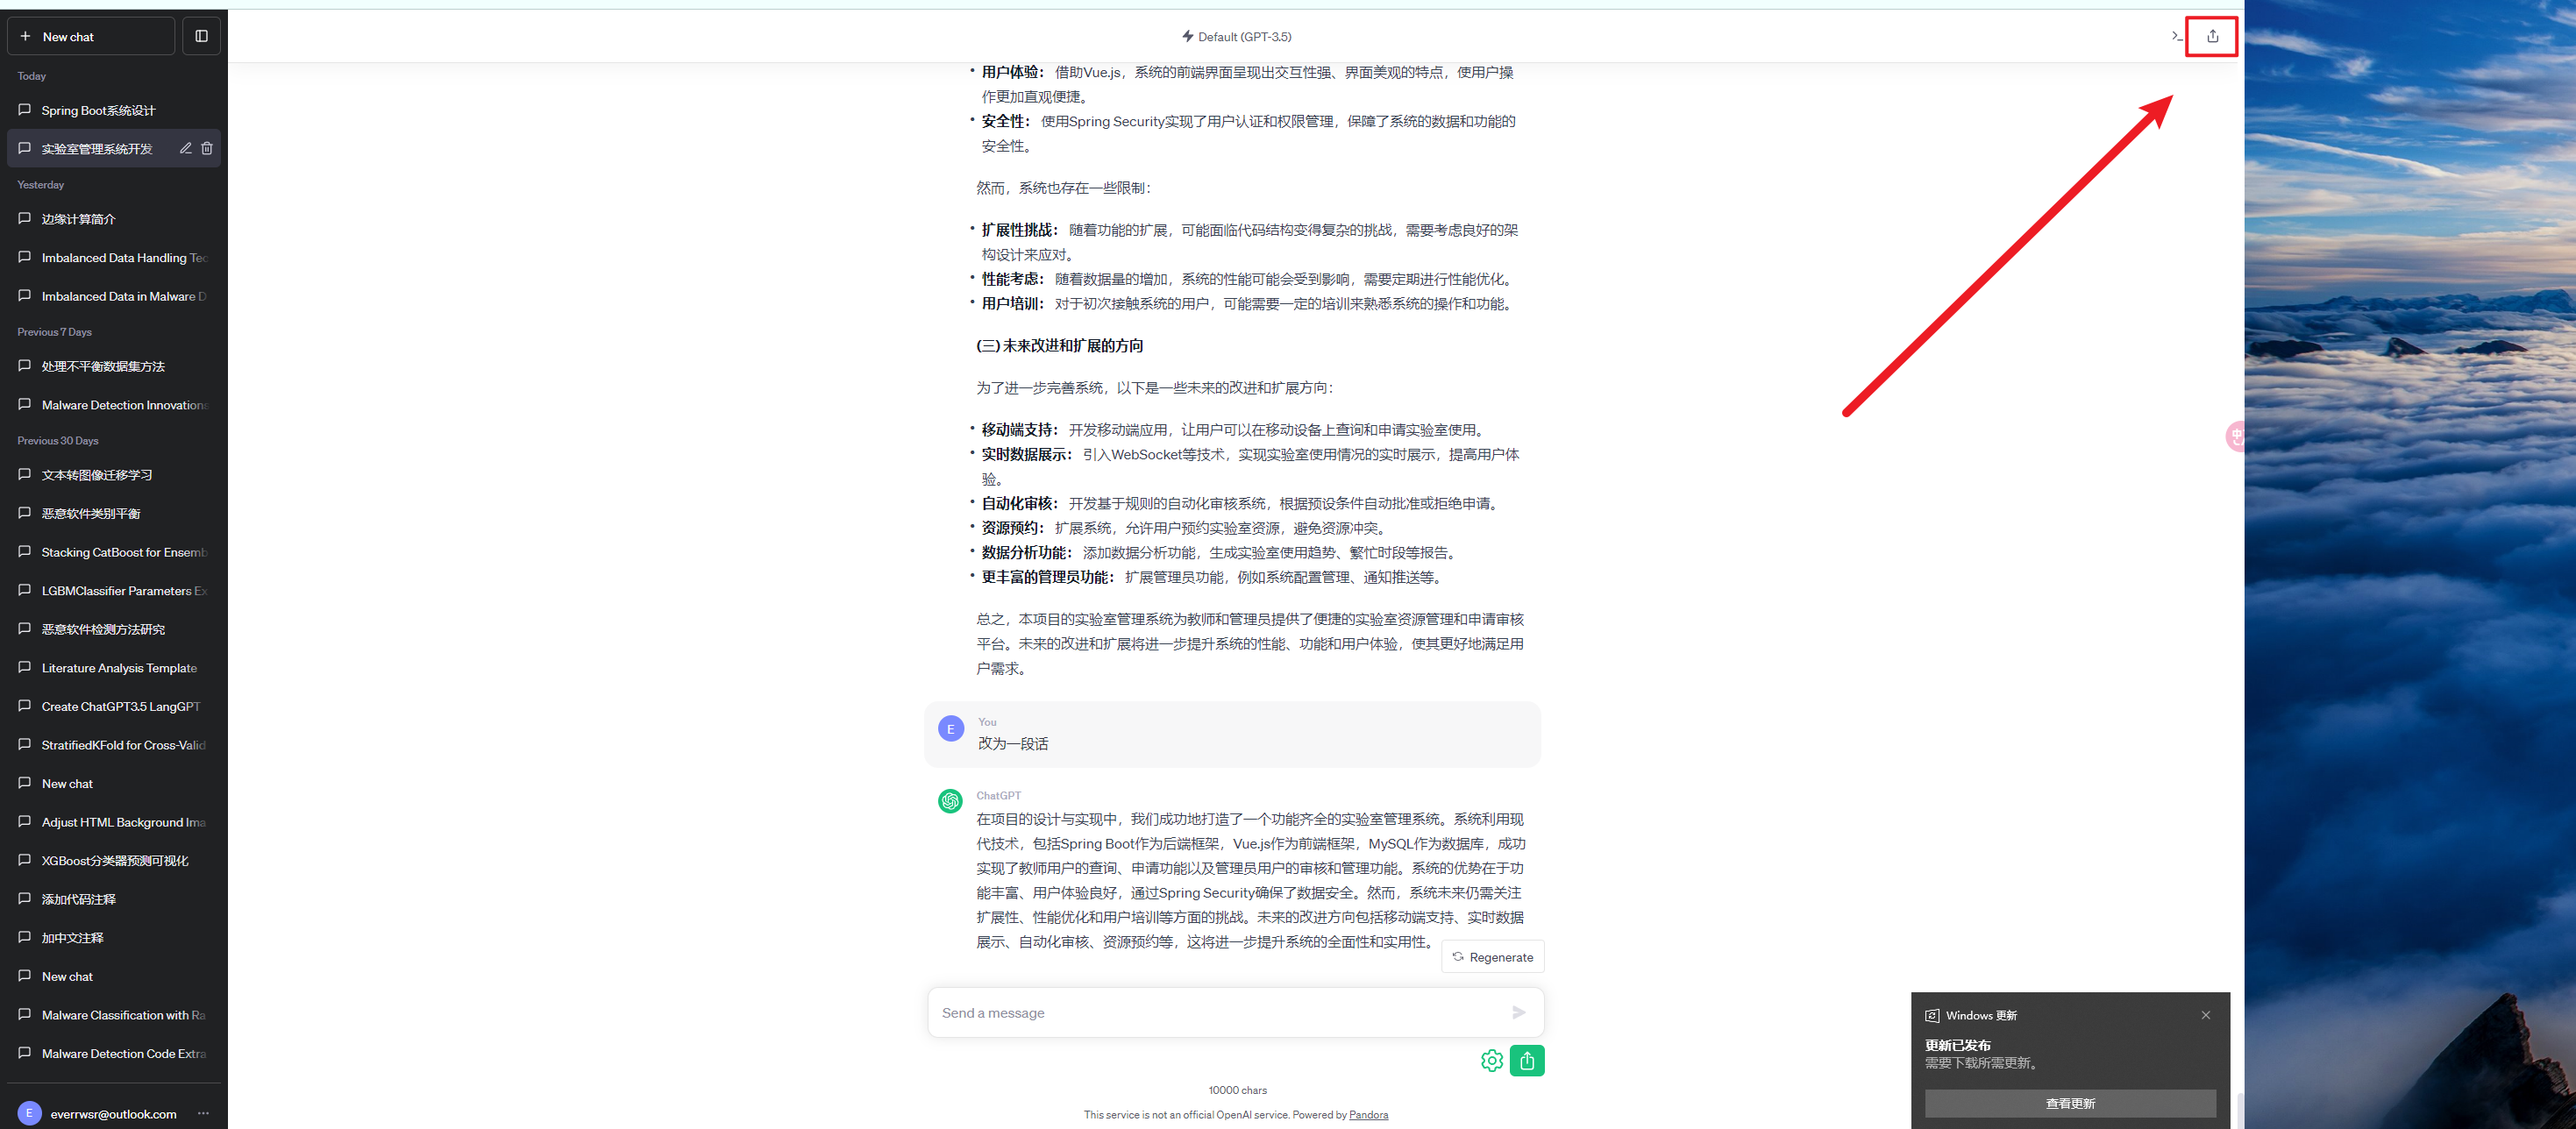 New chat
Today
Spring Boot系统设计
实验室管理系统开发
Yesterday
边缘计算简介
Imbalanced Data Handling Tec
Imbalanced Data in Malware D
Previous 7 Days
处理不平衡数据集方法
Malware Detection Innovations
Previous 30 Days
文本转图像迁移学习
恶意软件类别平衡
Stacking CatBoost for Ensemb
LGBMClassifier Parameters Ex
恶意软件检测方法研究
Literature Analysis Template
Create ChatGPT3.5 LangGPT
StratifiedKFold for Cross-Valid
New chat
Adjust HTML Background Ima
XGBoost分类器预测可视化
添加代码注释
加中文注释
New chat
Malware Classification with Ra
Malware Detection Code Extra
E everrwsr@outlook.com
Default (GPT-3.5)
• 用户体验： 借助Vue.js，系统的前端界面呈现出交互性强、界面美观的特点，使用户操
作更加直观便捷。
• 安全性： 使用Spring Security实现了用户认证和权限管理，保障了系统的数据和功能的
安全性。
然而，系统也存在一些限制：
• 扩展性挑战： 随着功能的扩展，可能面临代码结构变得复杂的挑战，需要考虑良好的架
构设计来应对。
• 性能考虑： 随着数据量的增加，系统的性能可能会受到影响，需要定期进行性能优化。
• 用户培训： 对于初次接触系统的用户，可能需要一定的培训来熟悉系统的操作和功能。
(三) 未来改进和扩展的方向
为了进一步完善系统，以下是一些未来的改进和扩展方向：
• 移动端支持： 开发移动端应用，让用户可以在移动设备上查询和申请实验室使用。
• 实时数据展示： 引入WebSocket等技术，实现实验室使用情况的实时展示，提高用户体
验。
• 自动化审核： 开发基于规则的自动化审核系统，根据预设条件自动批准或拒绝申请。
• 资源预约： 扩展系统，允许用户预约实验室资源，避免资源冲突。
• 数据分析功能： 添加数据分析功能，生成实验室使用趋势、繁忙时段等报告。
• 更丰富的管理员功能： 扩展管理员功能，例如系统配置管理、通知推送等。
总之，本项目的实验室管理系统为教师和管理员提供了便捷的实验室资源管理和申请审核
平台。未来的改进和扩展将进一步提升系统的性能、功能和用户体验，使其更好地满足用
户需求。
E You
改为一段话
ChatGPT
在项目的设计与实现中，我们成功地打造了一个功能齐全的实验室管理系统。系统利用现
代技术，包括Spring Boot作为后端框架，Vue.js作为前端框架，MySQL作为数据库，成功
实现了教师用户的查询、申请功能以及管理员用户的审核和管理功能。系统的优势在于功
能丰富、用户体验良好，通过Spring Security确保了数据安全。然而，系统未来仍需关注
扩展性、性能优化和用户培训等方面的挑战。未来的改进方向包括移动端支持、实时数据
展示、自动化审核、资源预约等，这将进一步提升系统的全面性和实用性。
Regenerate
Send a message
10000 chars
This service is not an official OpenAI service. Powered by Pandora
Windows 更新
更新已发布
需要下载所需更新。
查看更新